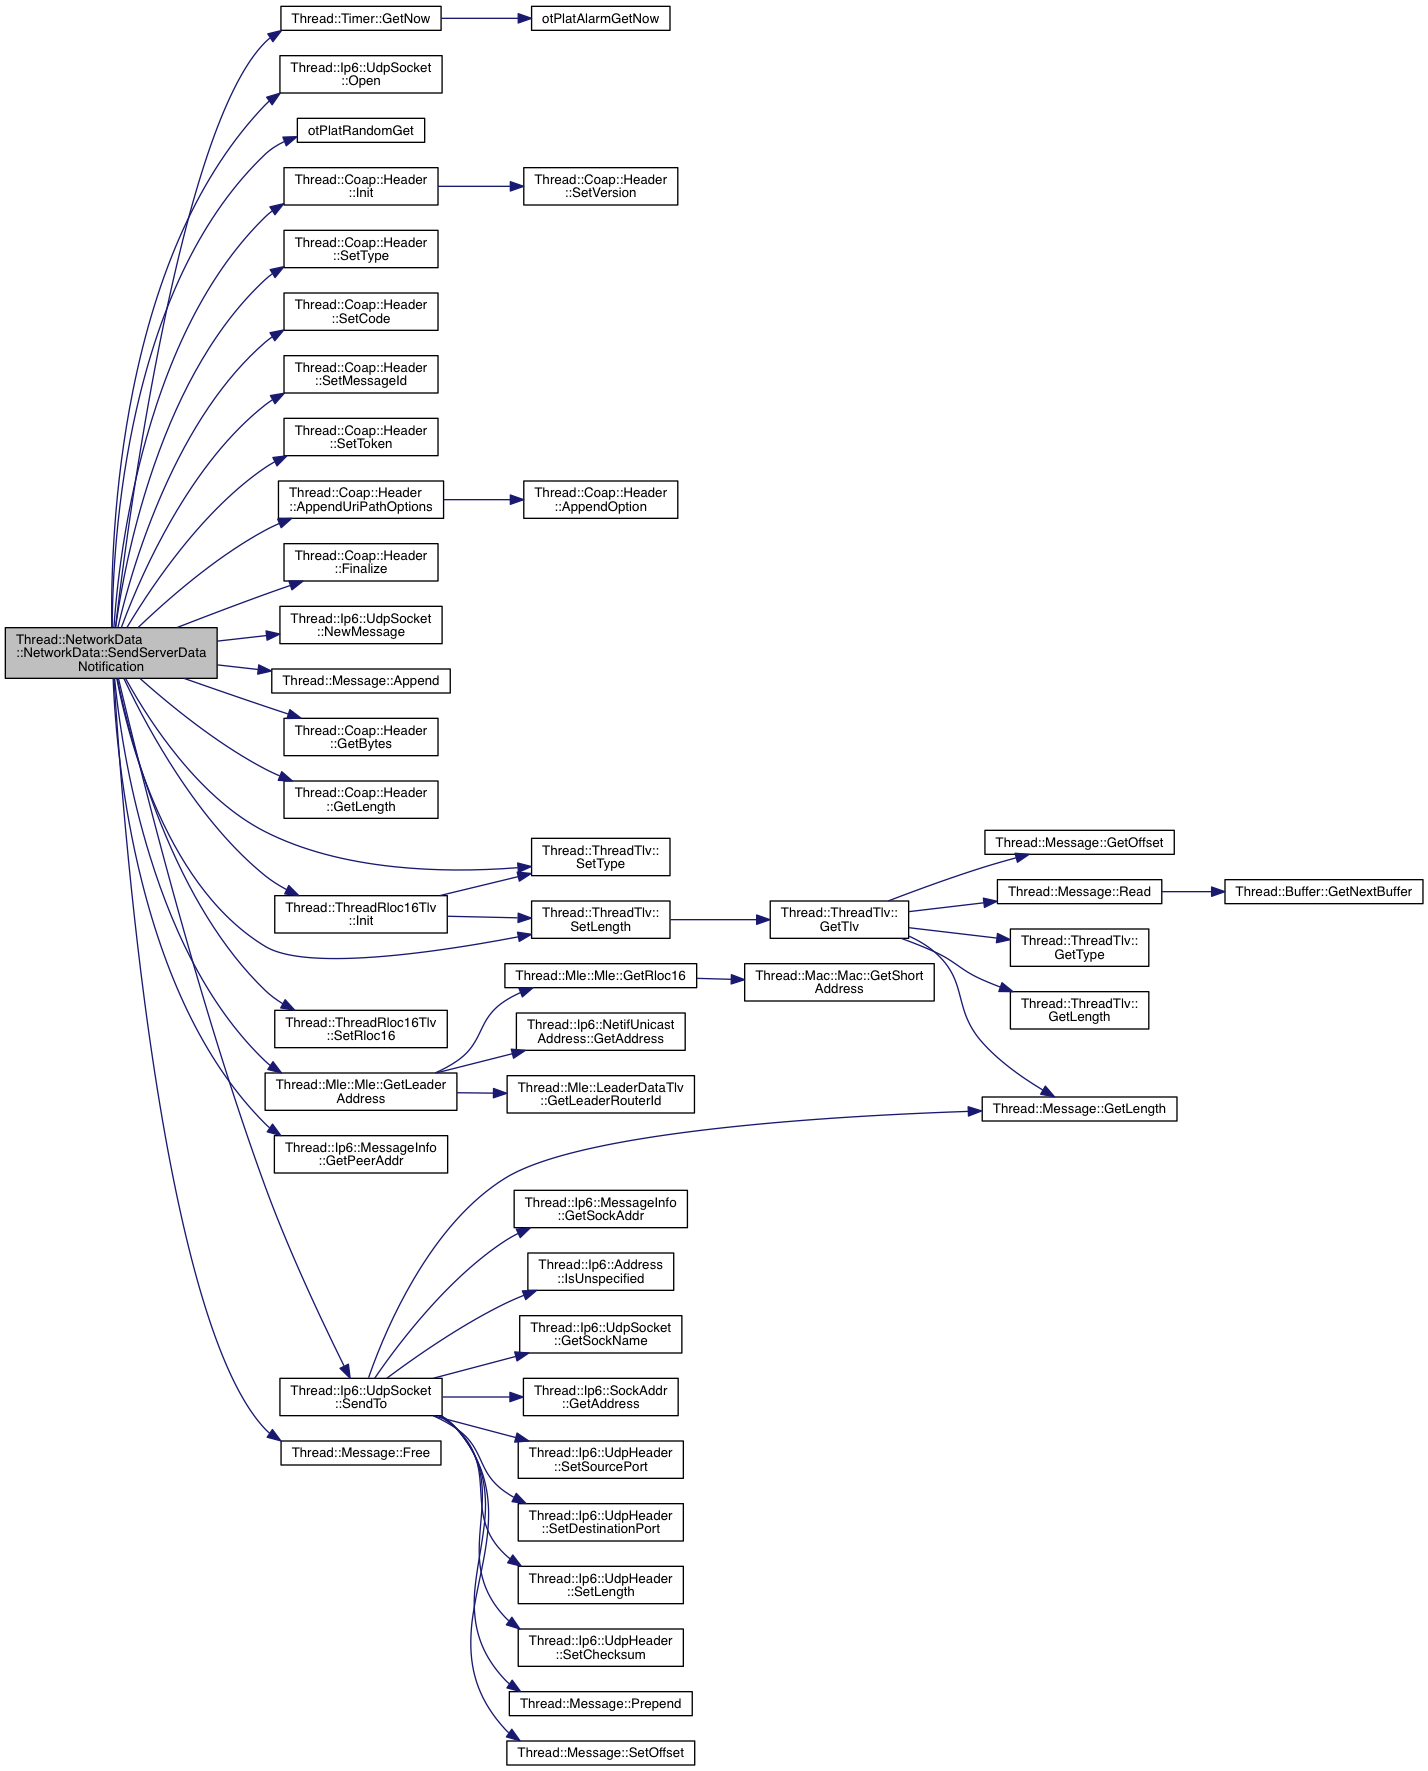 Thread::Timer::GetNow
otPlatAlarmGetNow
Thread::Ip6::UdpSocket
::Open
otPlatRandomGet
Thread::Coap::Header
::Init
Thread::Coap::Header
::SetVersion
Thread::Coap::Header
::SetType
Thread::Coap::Header
::SetCode
Thread::Coap::Header
::SetMessageId
Thread::Coap::Header
::SetToken
Thread::Coap::Header
::AppendUriPathOptions
Thread::Coap::Header
::AppendOption
Thread::Coap::Header
::Finalize
Thread::Ip6::UdpSocket
::NewMessage
Thread::NetworkData
::NetworkData::SendServerData
Notification
Thread::Message::Append
Thread::Coap::Header
::GetBytes
Thread::Coap::Header
::GetLength
Thread::ThreadTlv::
SetType
Thread::Message::GetOffset
Thread::Message::Read
Thread::Buffer::GetNextBuffer
Thread::ThreadRloc16Tlv
::Init
Thread::ThreadTlv::
SetLength
Thread::ThreadTlv::
GetTlv
Thread::ThreadTlv::
GetType
Thread::Mle::Mle::GetRloc16
Thread::Mac::Mac::GetShort
Address
Thread::ThreadTlv::
GetLength
Thread::ThreadRloc16Tlv
::SetRloc16
Thread::Ip6::NetifUnicast
Address::GetAddress
Thread::Mle::Mle::GetLeader
Address
Thread::Mle::LeaderDataTlv
::GetLeaderRouterId
Thread::Message::GetLength
Thread::Ip6::MessageInfo
::GetPeerAddr
Thread::Ip6::MessageInfo
::GetSockAddr
Thread::Ip6::Address
::IsUnspecified
Thread::Ip6::UdpSocket
::GetSockName
Thread::Ip6::UdpSocket
::SendTo
Thread::Ip6::SockAddr
::GetAddress
Thread::Message::Free
Thread::Ip6::UdpHeader
::SetSourcePort
Thread::Ip6::UdpHeader
::SetDestinationPort
Thread::Ip6::UdpHeader
::SetLength
Thread::Ip6::UdpHeader
::SetChecksum
Thread::Message::Prepend
Thread::Message::SetOffset